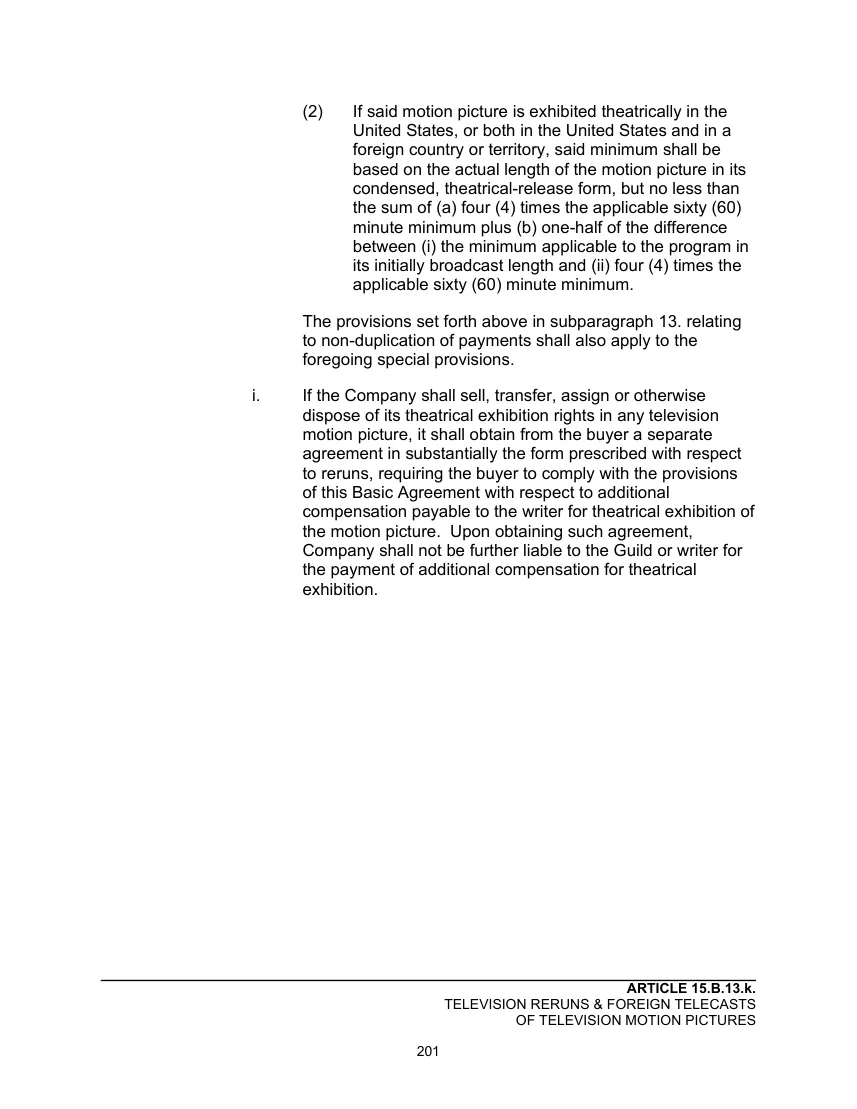 (2) If said motion picture is exhibited theatrically in the
United States, or both in the United States and in a
foreign country or territory, said minimum shall be
based on the actual length of the motion picture in its
condensed, theatrical-release form, but no less than
the sum of (a) four (4) times the applicable sixty (60)
minute minimum plus (b) one-half of the difference
between (i) the minimum applicable to the program in
its initially broadcast length and (ii) four (4) times the
applicable sixty (60) minute minimum.
The provisions set forth above in subparagraph 13. relating
to non-duplication of payments shall also apply to the
foregoing special provisions.
i. If the Company shall sell, transfer, assign or otherwise
dispose of its theatrical exhibition rights in any television
motion picture, it shall obtain from the buyer a separate
agreement in substantially the form prescribed with respect
to reruns, requiring the buyer to comply with the provisions
of this Basic Agreement with respect to additional
compensation payable to the writer for theatrical exhibition of
the motion picture.  Upon obtaining such agreement,
Company shall not be further liable to the Guild or writer for
the payment of additional compensation for theatrical
exhibition.
ARTICLE 15.B.13.k.
TELEVISION RERUNS & FOREIGN TELECASTS
OF TELEVISION MOTION PICTURES
201